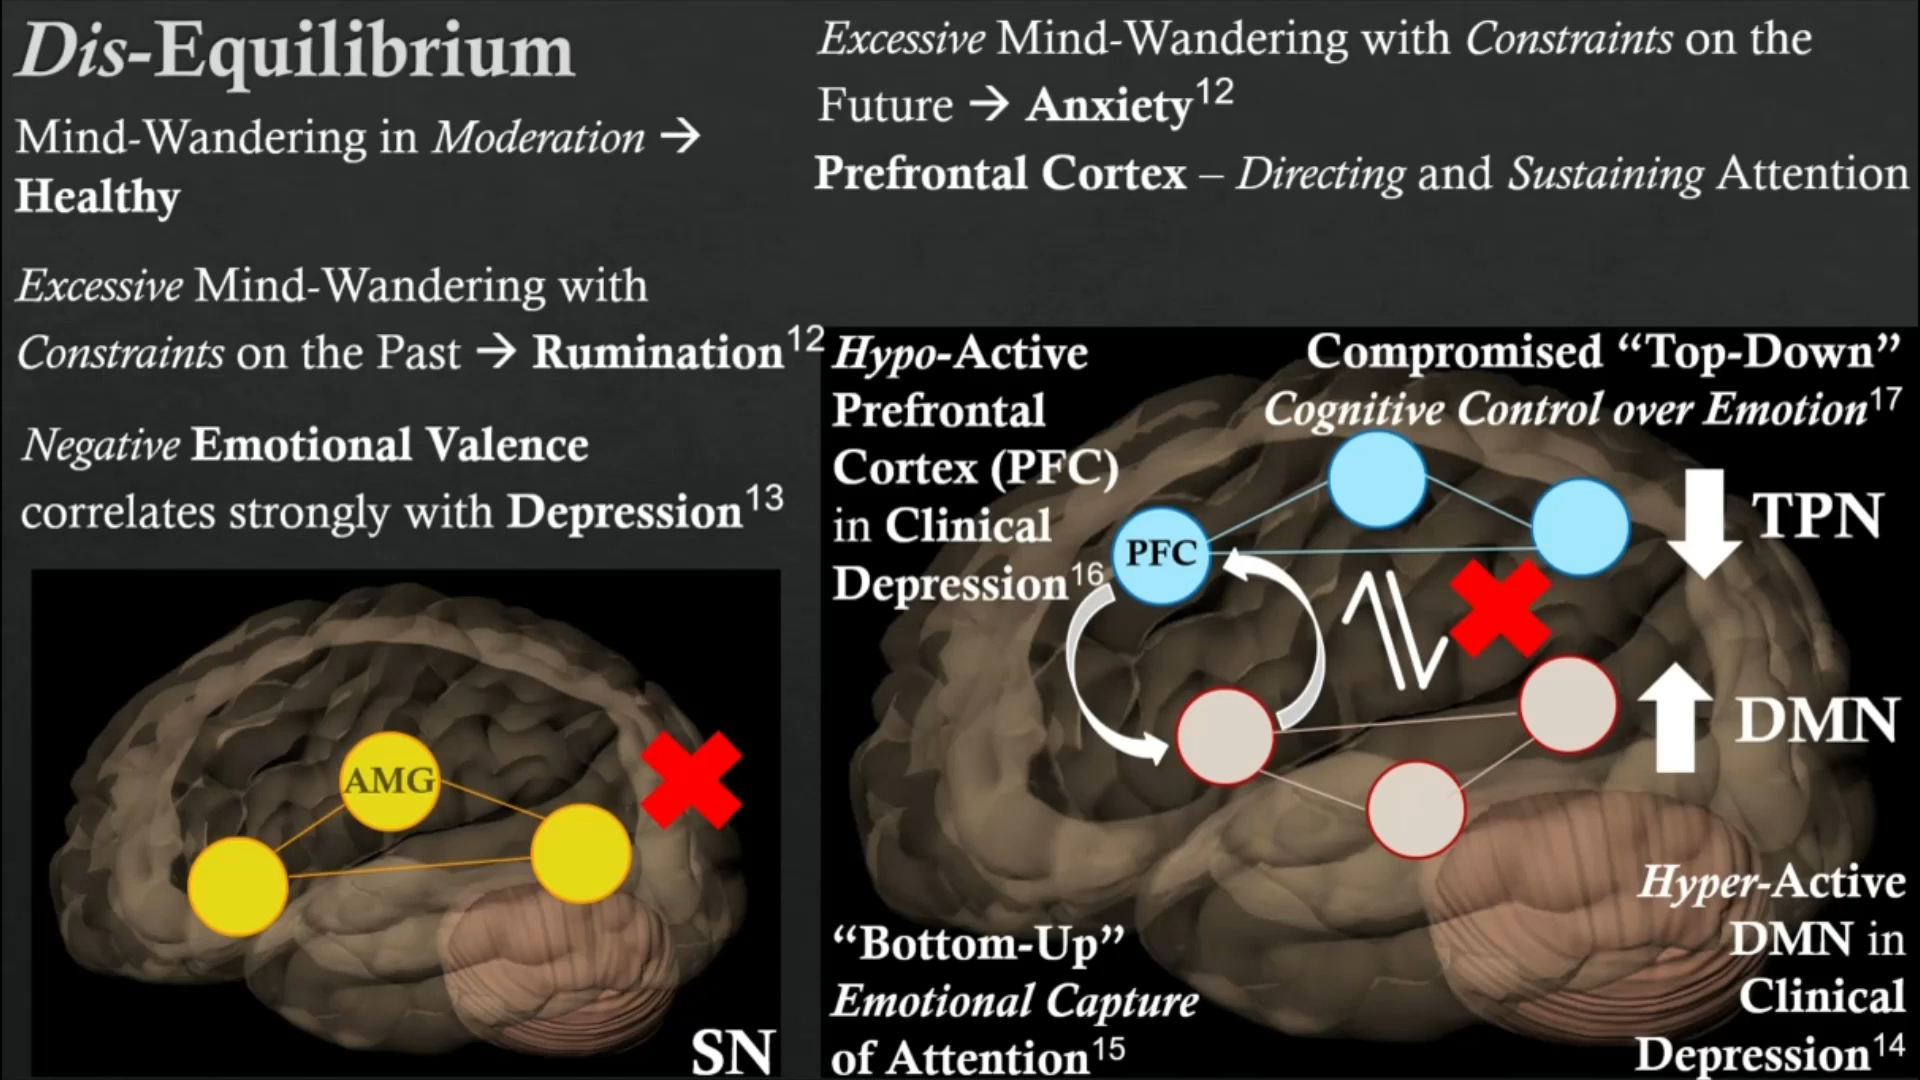 Dis-Equilibrium
Mind-Wandering in Moderation →
Healthy
Excessive Mind-Wandering with
Constraints on the Past → Rumination12
Negative Emotional Valence
correlates strongly with Depression13
AMG
SN
Excessive Mind-Wandering with Constraints on the
Future → Anxiety12
Prefrontal Cortex – Directing and Sustaining Attention
Hypo-Active
Prefrontal
Cortex (PFC)
in Clinical
Depression16
Compromised “Top-Down”
Cognitive Control over Emotion17
PFC
TPN
DMN
“Bottom-Up”
Emotional Capture
of Attention15
Hyper-Active
DMN in
Clinical
Depression14